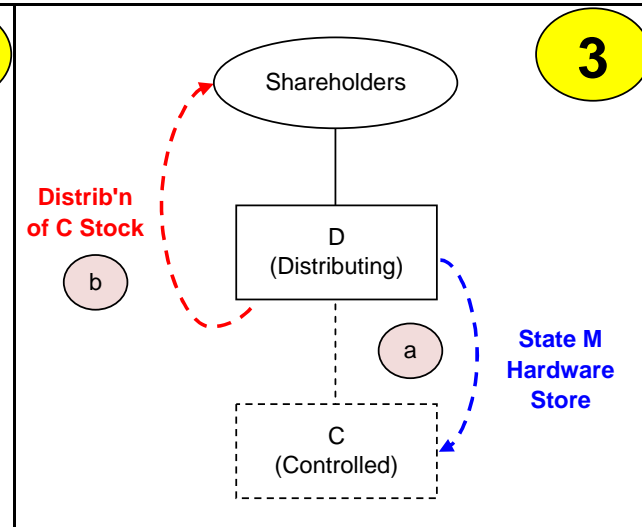 Shareholders
3
Distrib'n
of C Stock
b
D
(Distributing)
a
State M
Hardware
Store
C
(Controlled)